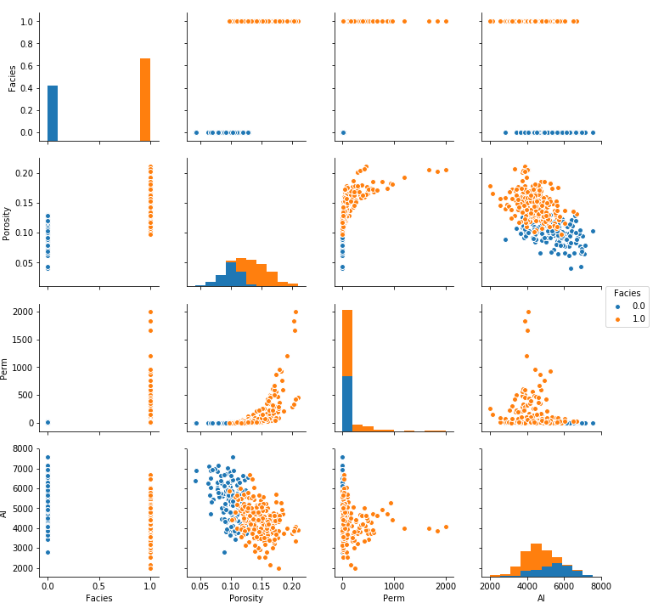 1.0
0.8
0.6
0.4
0.2
0.0
Facies
0.20
0.15
0.10
0.05
Porosity
Facies
0.0
1.0
2000
1500
1000
500
0
Perm
8000
7000
6000
5000
4000
3000
2000
AI
0.0 0.5 1.0
Facies
0.05 0.10 0.15 0.20
Porosity
0 1000 2000
Perm
2000 4000 6000 8000
AI